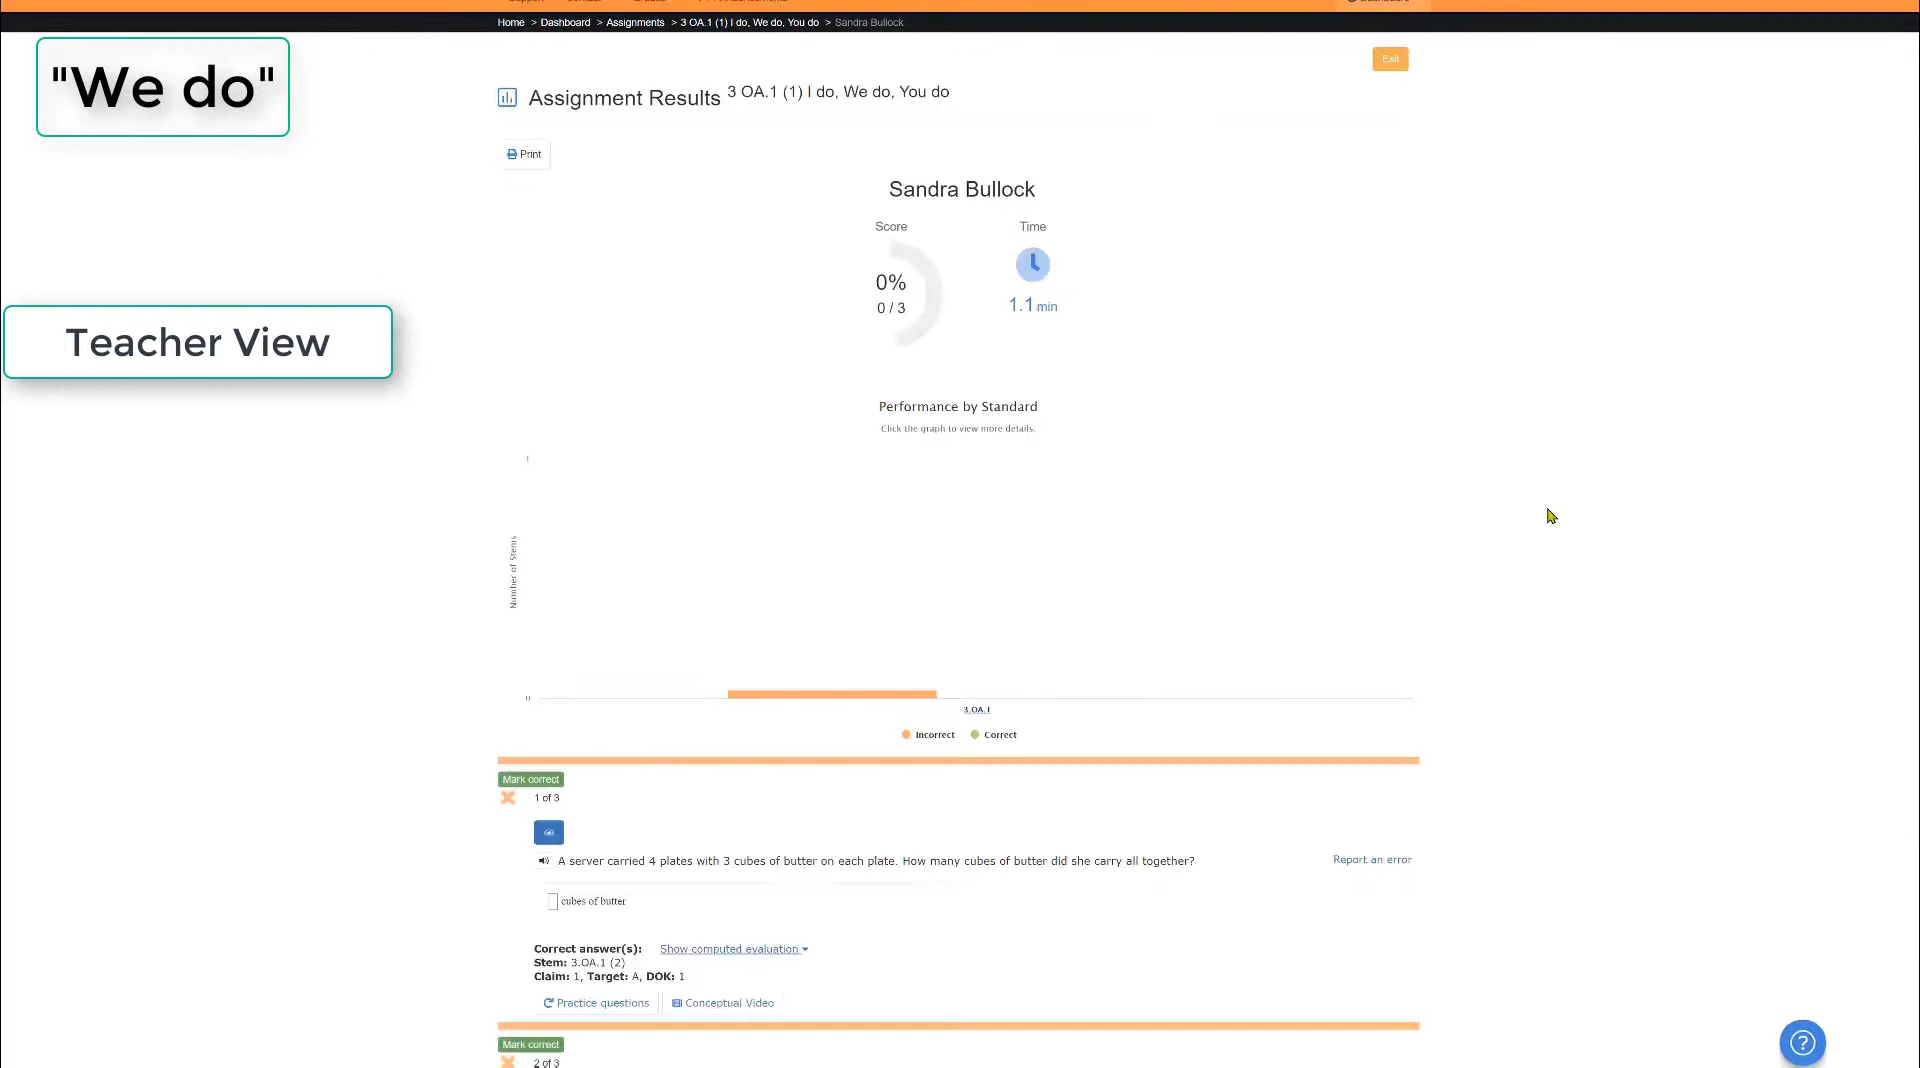 Home > Dashboard > Assignments > 3 OA.1 (1) I do, We do, You do > Sandra Bullock
"We do"
Exit
Assignment Results 3 OA.1 (1) I do, We do, You do
Print
Sandra Bullock
Score Time
0%
0 / 3
1.1 min
Teacher View
Performance by Standard
Click the graph to view more details.
1
Number of Stems
0
3.OA.1
Incorrect Correct
Mark correct
1 of 3
A server carried 4 plates with 3 cubes of butter on each plate. How many cubes of butter did she carry all together?
Report an error
cubes of butter
Correct answer(s): Show computed evaluation
Stem: 3.OA.1 (2)
Claim: 1, Target: A, DOK: 1
Practice questions Conceptual Video
Mark correct
2 of 3
?